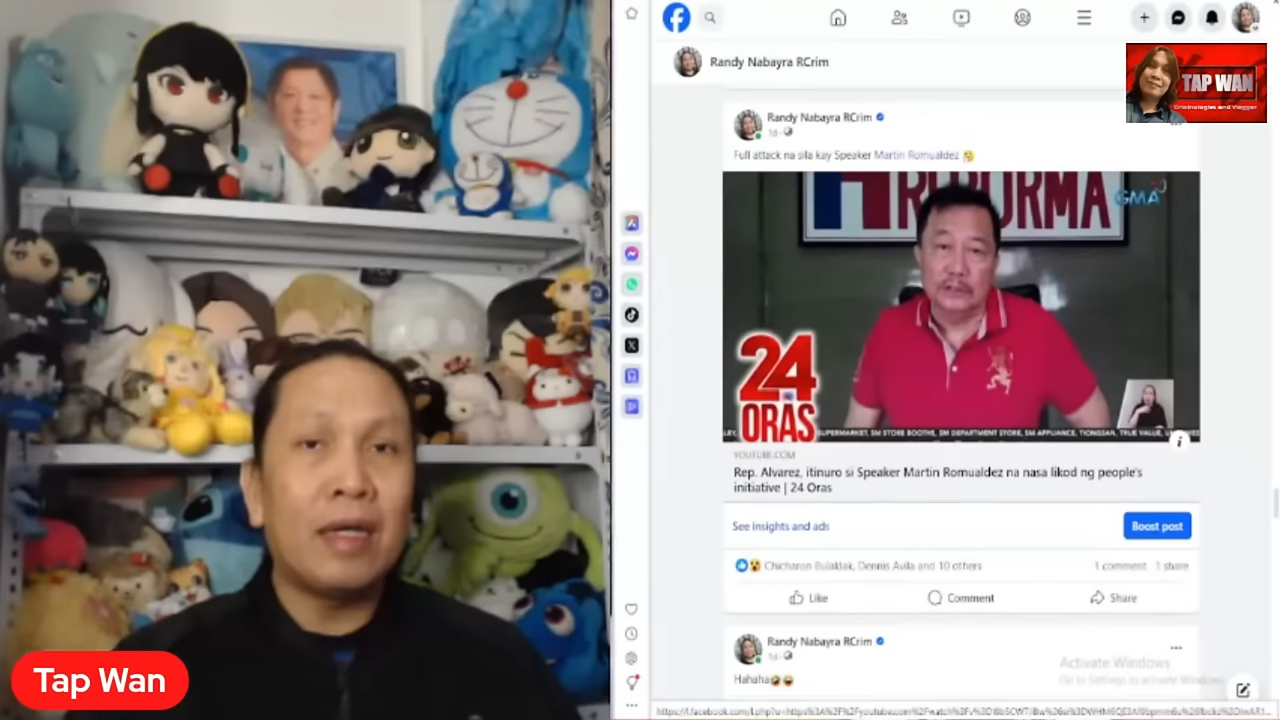 Randy Nabayra RCrim
TAP WAN
Criminologist and Vlogger
Randy Nabayra RCrim
1d
Full attack na sila kay Speaker Martin Romualdez
REFORMA
GMA
24
ORAS
SUPERMARKET, SM STORE BOOTHS, SM DEPARTMENT STORE, SM APPLIANCE, TIONGSAN, TRUE VALUE,
YOUTUBE.COM
Rep. Alvarez, itinuro si Speaker Martin Romualdez na nasa likod ng people's
initiative | 24 Oras
See insights and ads
Boost post
Chicharon Bulaklak, Dennis Avila and 10 others
1 comment 1 share
Like
Comment
Share
Randy Nabayra RCrim
1d
Hahaha
Activate Windows
Go to Settings to activate Windows.
Tap Wan